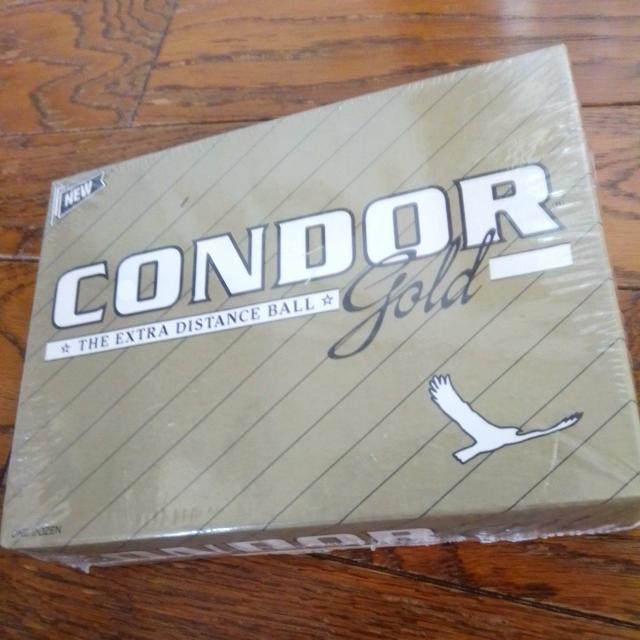 NEW
CONDOR
Gold
☆ THE EXTRA DISTANCE BALL ☆
ONE DOZEN
CONDOR